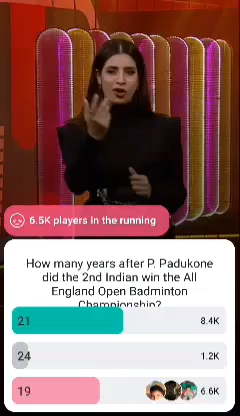 6.5K players in the running
How many years after P. Padukone
did the 2nd Indian win the All
England Open Badminton
Championship?
21 8.4K
24 1.2K
19 6.6K